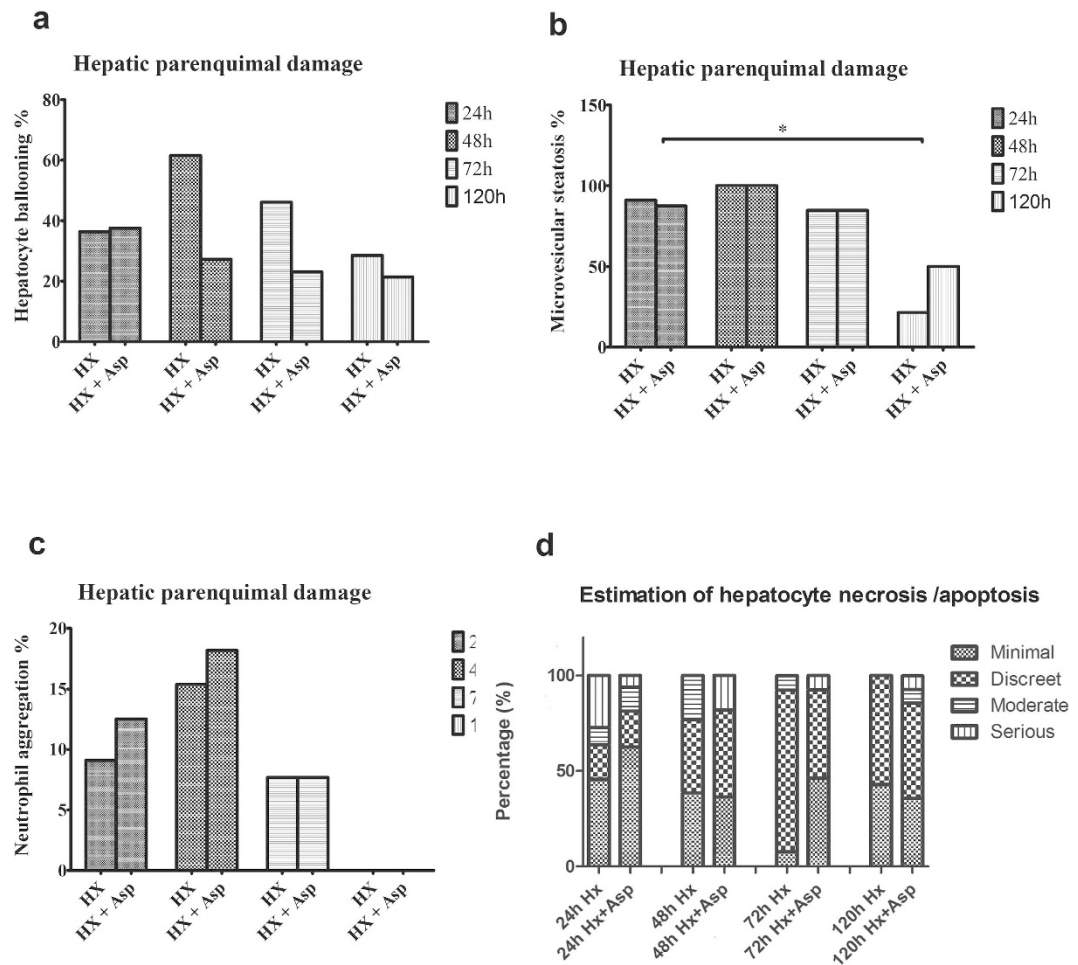 a
Hepatic parenquimal damage
Hepatocyte ballooning %
80
60
40
20
0
HX
HX + Asp
HX
HX + Asp
HX
HX + Asp
HX
HX + Asp
24h
48h
72h
120h
b
Hepatic parenquimal damage
Microvesicular steatosis %
150
100
50
0
*
HX
HX + Asp
HX
HX + Asp
HX
HX + Asp
HX
HX + Asp
24h
48h
72h
120h
c
Hepatic parenquimal damage
Neutrophil aggregation %
20
15
10
5
0
HX
HX + Asp
HX
HX + Asp
HX
HX + Asp
HX
HX + Asp
d
Estimation of hepatocyte necrosis /apoptosis
Percentage (%)
100
50
0
24h Hx
24h Hx+Asp
48h Hx
48h Hx+Asp
72h Hx
72h Hx+Asp
120h Hx
120h Hx+Asp
Minimal
Discreet
Moderate
Serious